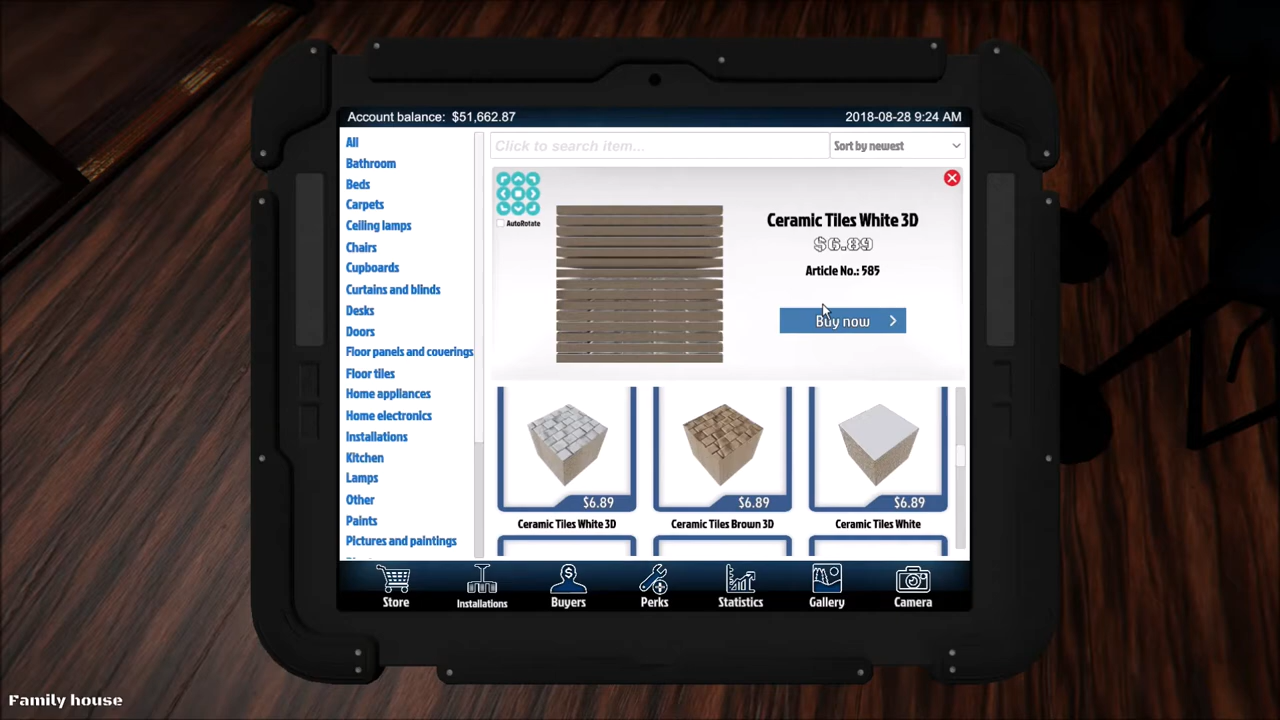 Account balance: $51,662.87
2018-08-28 9:24 AM
All
Bathroom
Beds
Carpets
Ceiling lamps
Chairs
Cupboards
Curtains and blinds
Desks
Doors
Floor panels and coverings
Floor tiles
Home appliances
Home electronics
Installations
Kitchen
Lamps
Other
Paints
Pictures and paintings
Click to search item...
Sort by newest
AutoRotate
Ceramic Tiles White 3D
$6.89
Article No.: 585
Buy now
$6.89
$6.89
$6.89
Ceramic Tiles White 3D
Ceramic Tiles Brown 3D
Ceramic Tiles White
Store
Installations
Buyers
Perks
Statistics
Gallery
Camera
Family house